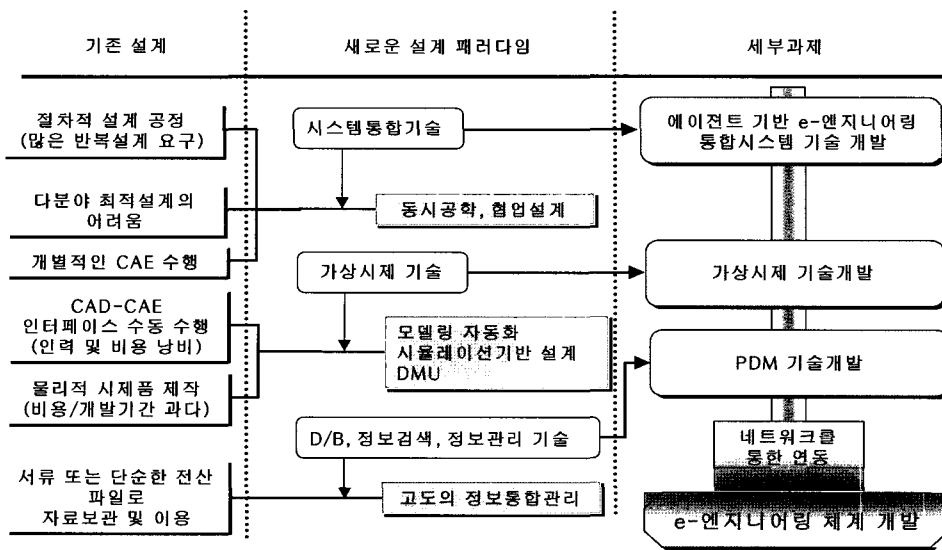 기존 설계
새로운 설계 패러다임
세부과제
절차적 설계 공정
(많은 반복설계 요구)
다분야 최적설계의
어려움
개별적인 CAE 수행
CAD-CAE
인터페이스 수동 수행
(인력 및 비용 낭비)
물리적 시제품 제작
(비용/개발기간 과다)
서류 또는 단순한 전산
파일로
자료보관 및 이용
시스템통합기술
동시공학, 협업설계
가상시제 기술
모델링 자동화
시뮬레이션기반 설계
DMU
D/B, 정보검색, 정보관리 기술
고도의 정보통합관리
에이젼트 기반 e-엔지니어링
통합시스템 기술 개발
가상시제 기술개발
PDM 기술개발
네트워크를
통한 연동
e-엔지니어링 체계 개발